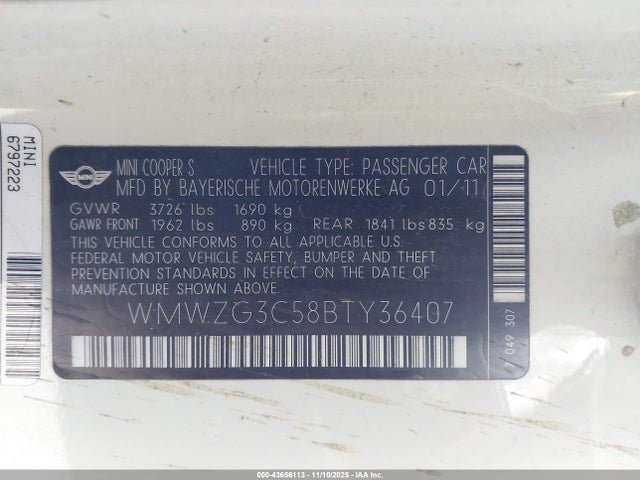 MINI
6797223
MINI
MINI COOPER S VEHICLE TYPE: PASSENGER CAR
MFD BY BAYERISCHE MOTORENWERKE AG 01/11
GVWR 3726 lbs 1690 kg
GAWR FRONT 1962 lbs 890 kg REAR 1841 lbs 835 kg
THIS VEHICLE CONFORMS TO ALL APPLICABLE U.S.
FEDERAL MOTOR VEHICLE SAFETY, BUMPER AND THEFT
PREVENTION STANDARDS IN EFFECT ON THE DATE OF
MANUFACTURE SHOWN ABOVE.
WMWZG3C58BTY36407
7 049 307
000-43656113 - 11/10/2025 - IAA, Inc.